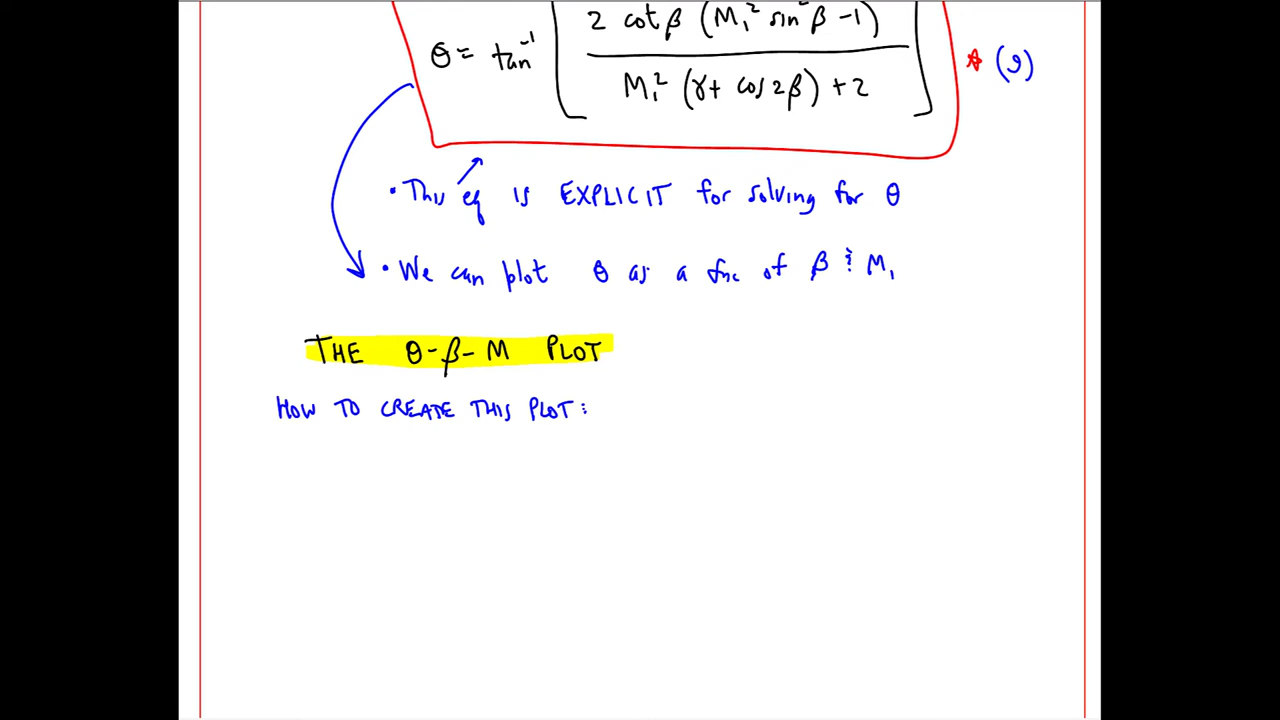 θ = tan⁻¹ [ 2 cot β (M₁² sin² β - 1) / M₁² (γ + cos 2β) + 2 ] * (9)
• This eq is EXPLICIT for solving for θ
• We can plot θ as a fnc of β & M₁
THE θ-β-M PLOT
HOW TO CREATE THIS PLOT: